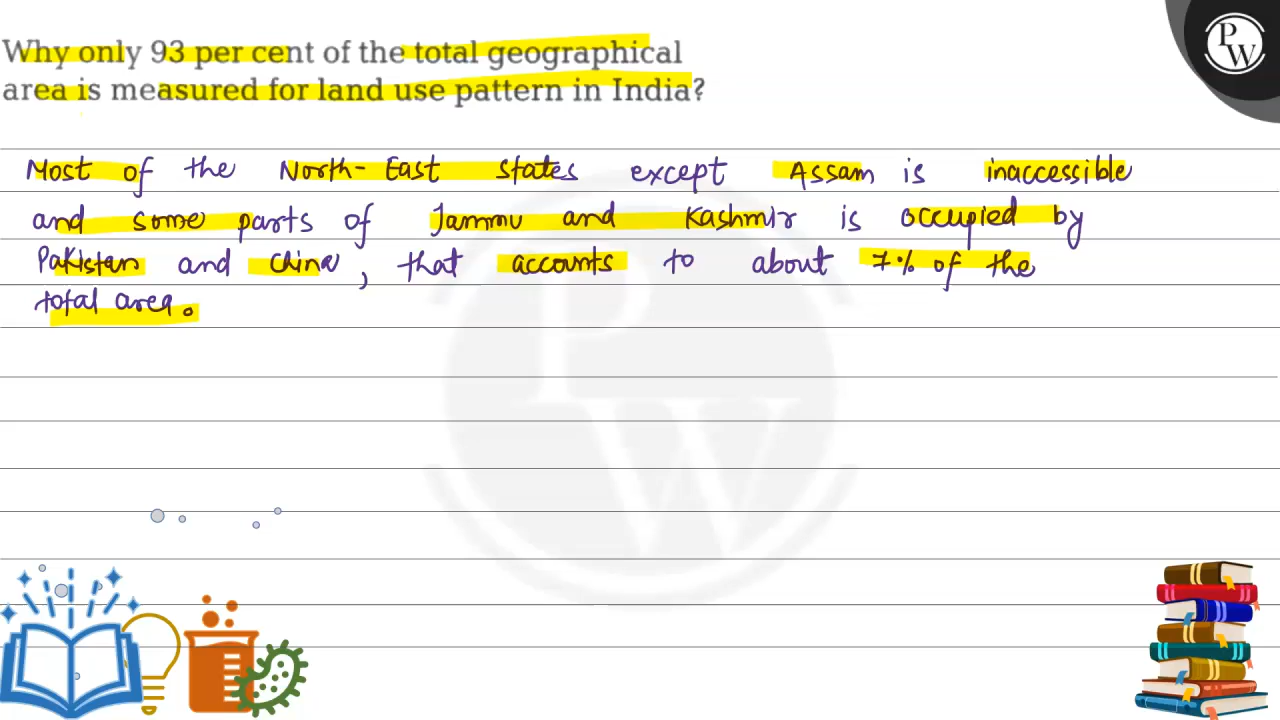 Why only 93 per cent of the total geographical
area is measured for land use pattern in India?
PW
Most of the North-East states except Assam is inaccessible
and some parts of Jammu and Kashmir is occupied by
Pakistan and China, that accounts to about 7% of the
total area.
PW